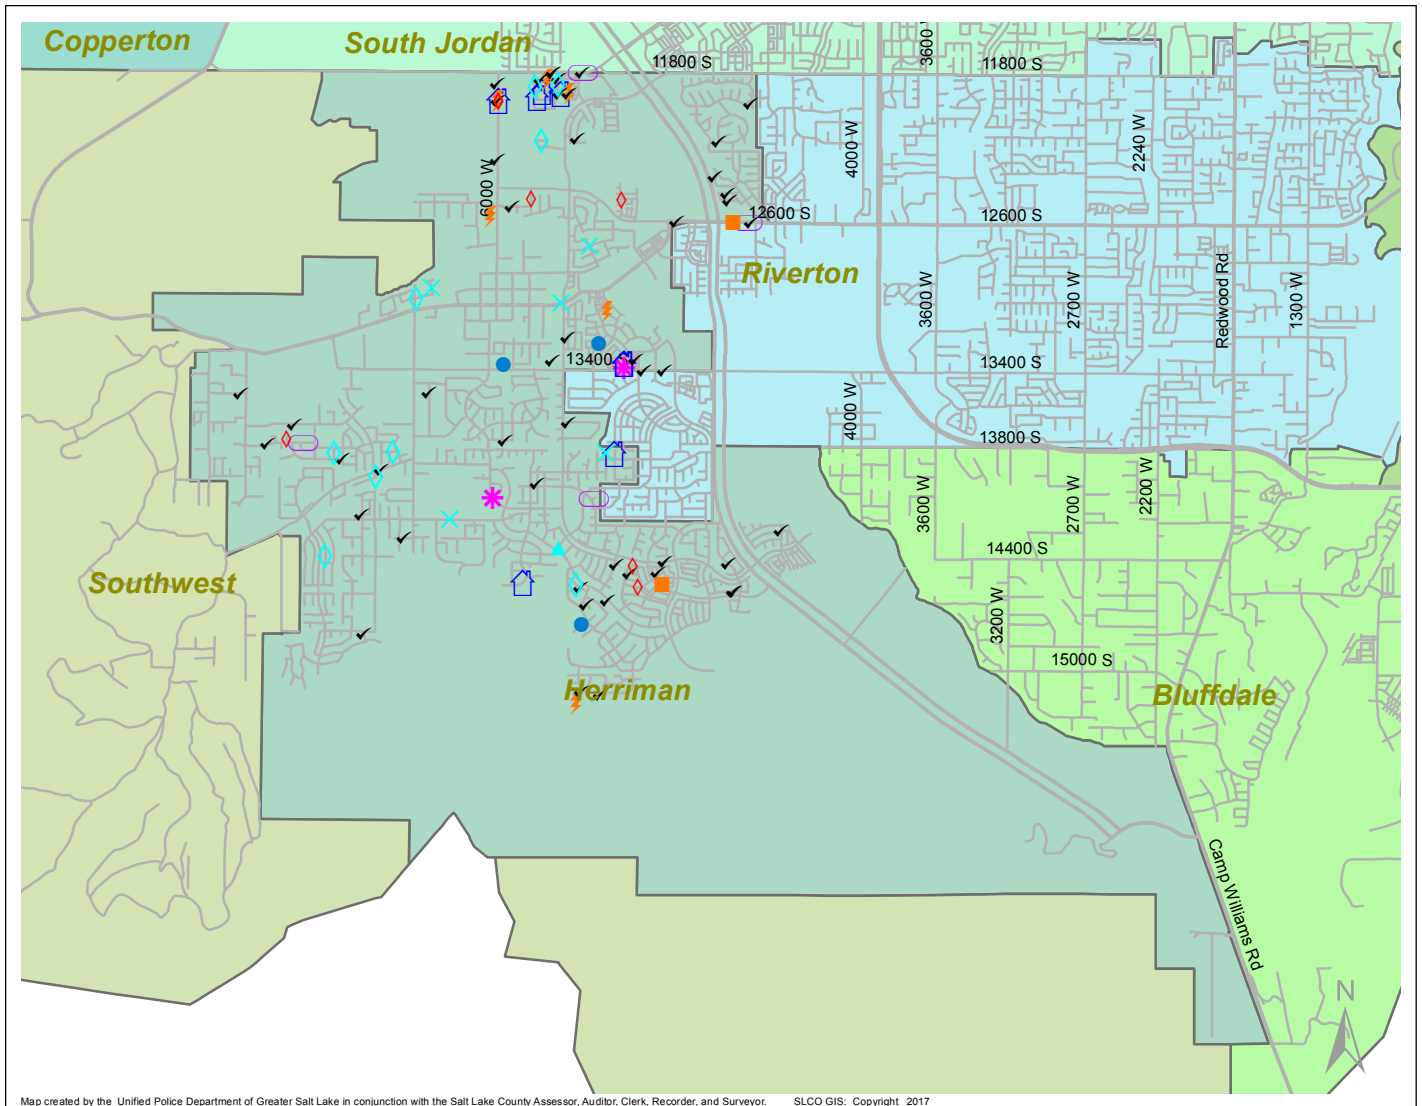 Copperton
South Jordan
11800 S
3600
11800 S
4000 W
2240 W
6000 W
12600 S
12600 S
Riverton
3600 W
2700 W
Redwood Rd
1300 W
13400
13400 S
4000 W
13800 S
3600 W
2700 W
2200 W
14400 S
Southwest
3200 W
15000 S
Herriman
Bluffdale
Camp Williams Rd
N
Map created by the Unified Police Department of Greater Salt Lake in conjunction with the Salt Lake County Assessor, Auditor, Clerk, Recorder, and Surveyor. SLCO GIS: Copyright 2017